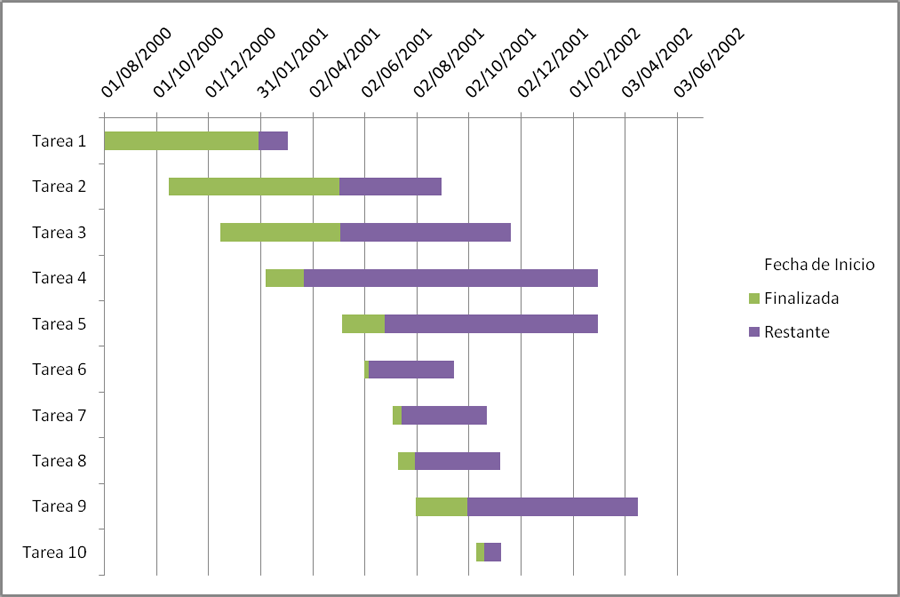 01/08/2000
01/10/2000
01/12/2000
31/01/2001
02/04/2001
02/06/2001
02/08/2001
02/10/2001
02/12/2001
01/02/2002
03/04/2002
03/06/2002
Tarea 1
Tarea 2
Tarea 3
Tarea 4
Tarea 5
Tarea 6
Tarea 7
Tarea 8
Tarea 9
Tarea 10
Fecha de Inicio
Finalizada
Restante